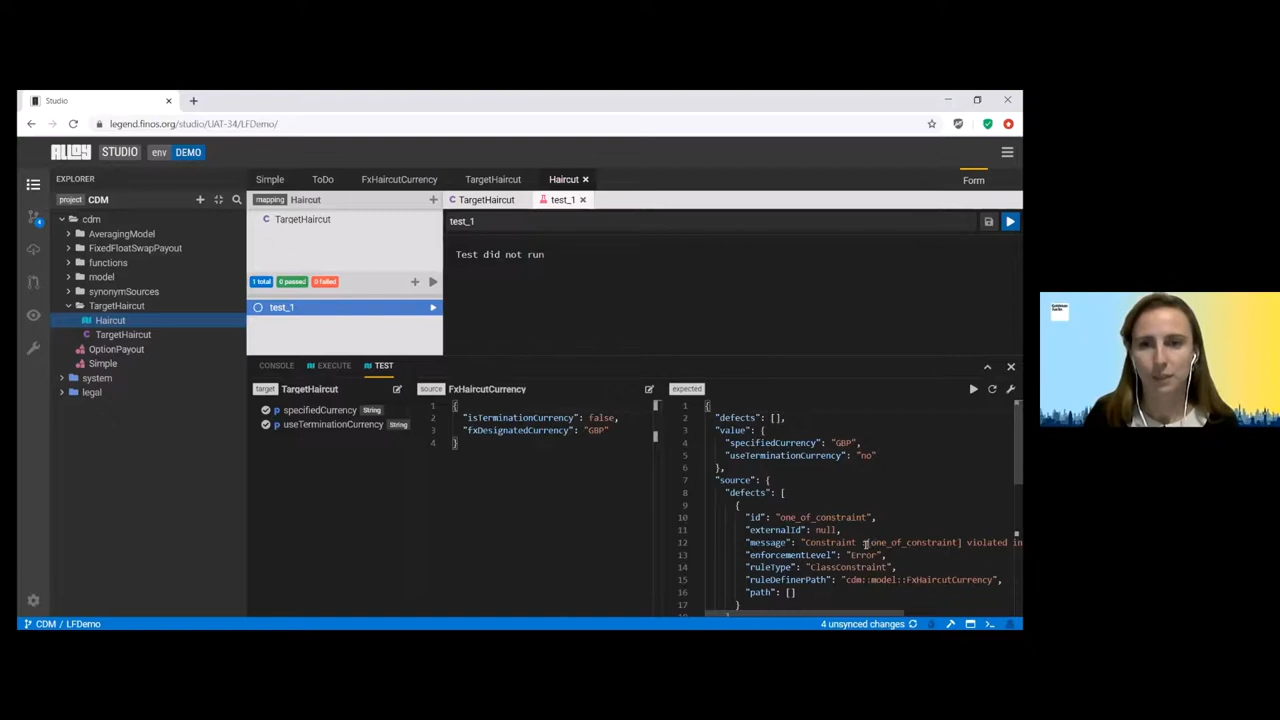 Studio
legend.finos.org/studio/UAT-34/LFDemo/
ALLOY STUDIO env DEMO
EXPLORER
Simple ToDo FxHaircutCurrency TargetHaircut Haircut Form
project CDM
mapping Haircut
TargetHaircut test_1
cdm
AveragingModel
FixedFloatSwapPayout
functions
model
synonymSources
TargetHaircut
Haircut
TargetHaircut
OptionPayout
Simple
system
legal
TargetHaircut
1 total 0 passed 0 failed
test_1
test_1
Test did not run
CONSOLE EXECUTE TEST
target TargetHaircut
p specifiedCurrency String
p useTerminationCurrency String
source FxHaircutCurrency
1 {
2 "isTerminationCurrency": false,
3 "fxDesignatedCurrency": "GBP"
4 }
expected
1 {
2 "defects": [],
3 "value": {
4 "specifiedCurrency": "GBP",
5 "useTerminationCurrency": "no"
6 },
7 "source": {
8 "defects": [
9 {
10 "id": "one_of_constraint",
11 "externalId": null,
12 "message": "Constraint :[one_of_constraint] violated in
13 "enforcementLevel": "Error",
14 "ruleType": "ClassConstraint",
15 "ruleDefinerPath": "cdm::model::FxHaircutCurrency",
16 "path": []
17 }
CDM / LFDemo
4 unsynced changes
Goldman
Sachs